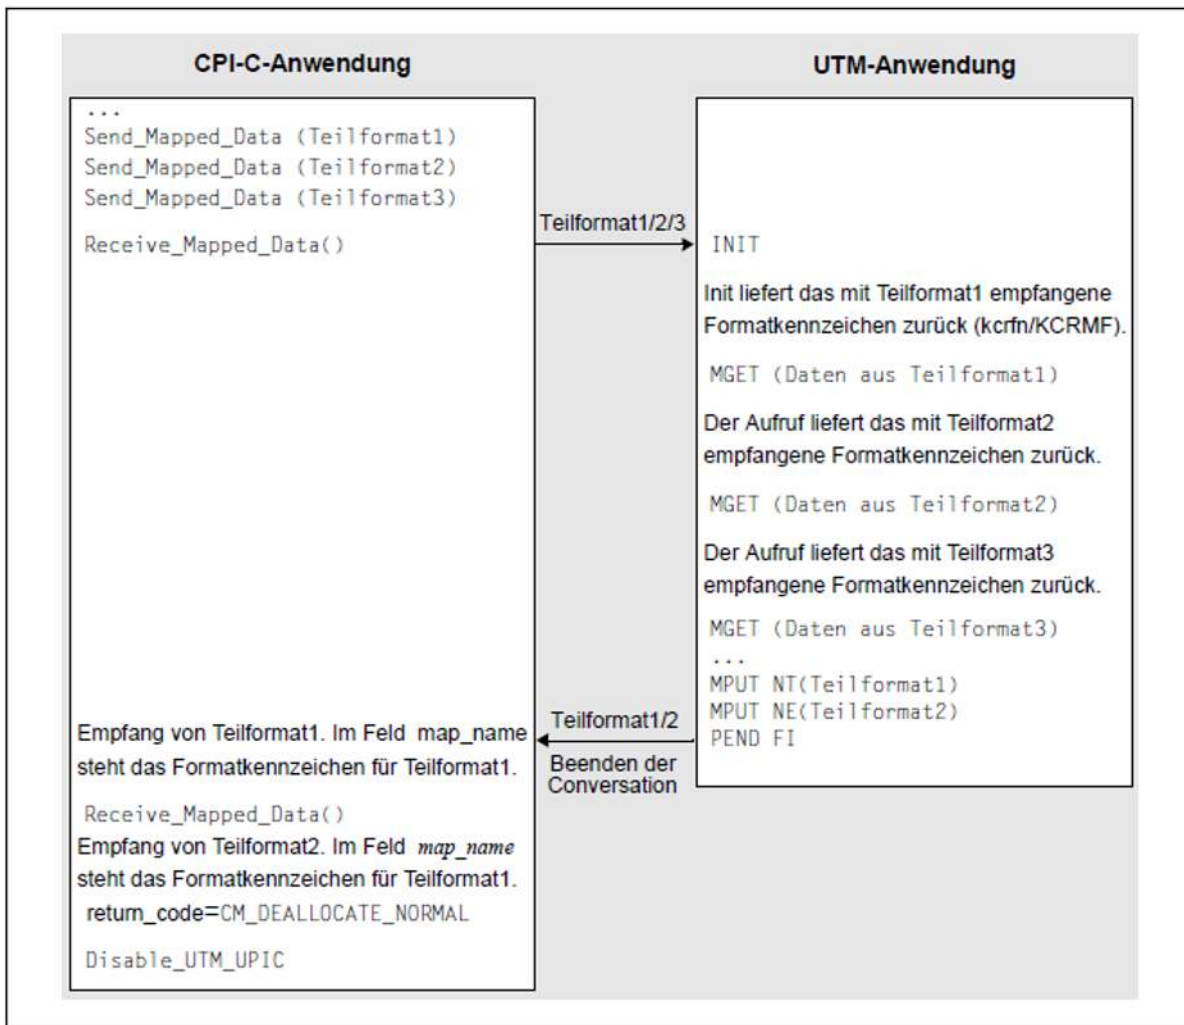 CPI-C-Anwendung
...
Send_Mapped_Data (Teilformat1)
Send_Mapped_Data (Teilformat2)
Send_Mapped_Data (Teilformat3)
Receive_Mapped_Data()
Teilformat1/2/3
UTM-Anwendung
INIT
Init liefert das mit Teilformat1 empfangene
Formatkennzeichen zurück (kcrfn/KCRMF).
MGET (Daten aus Teilformat1)
Der Aufruf liefert das mit Teilformat2
empfangene Formatkennzeichen zurück.
MGET (Daten aus Teilformat2)
Der Aufruf liefert das mit Teilformat3
empfangene Formatkennzeichen zurück.
MGET (Daten aus Teilformat3)
...
MPUT NT(Teilformat1)
MPUT NE(Teilformat2)
PEND FI
Teilformat1/2
Beenden der
Conversation
Empfang von Teilformat1. Im Feld map_name
steht das Formatkennzeichen für Teilformat1.
Receive_Mapped_Data()
Empfang von Teilformat2. Im Feld map_name
steht das Formatkennzeichen für Teilformat1.
return_code=CM_DEALLOCATE_NORMAL
Disable_UTM_UPIC